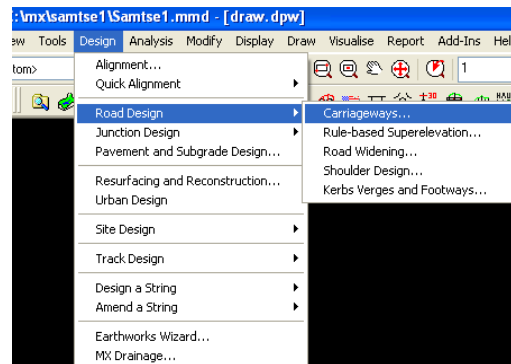 :\mx\samtse1\Samtse1.mmd - [draw.dpw]
ew Tools Design Analysis Modify Display Draw Visualise Report Add-Ins Hel
tom>
1
Alignment...
Quick Alignment
Road Design
Junction Design
Pavement and Subgrade Design...
Resurfacing and Reconstruction...
Urban Design
Site Design
Track Design
Design a String
Amend a String
Earthworks Wizard...
MX Drainage...
Carriageways...
Rule-based Superelevation...
Road Widening...
Shoulder Design...
Kerbs Verges and Footways...